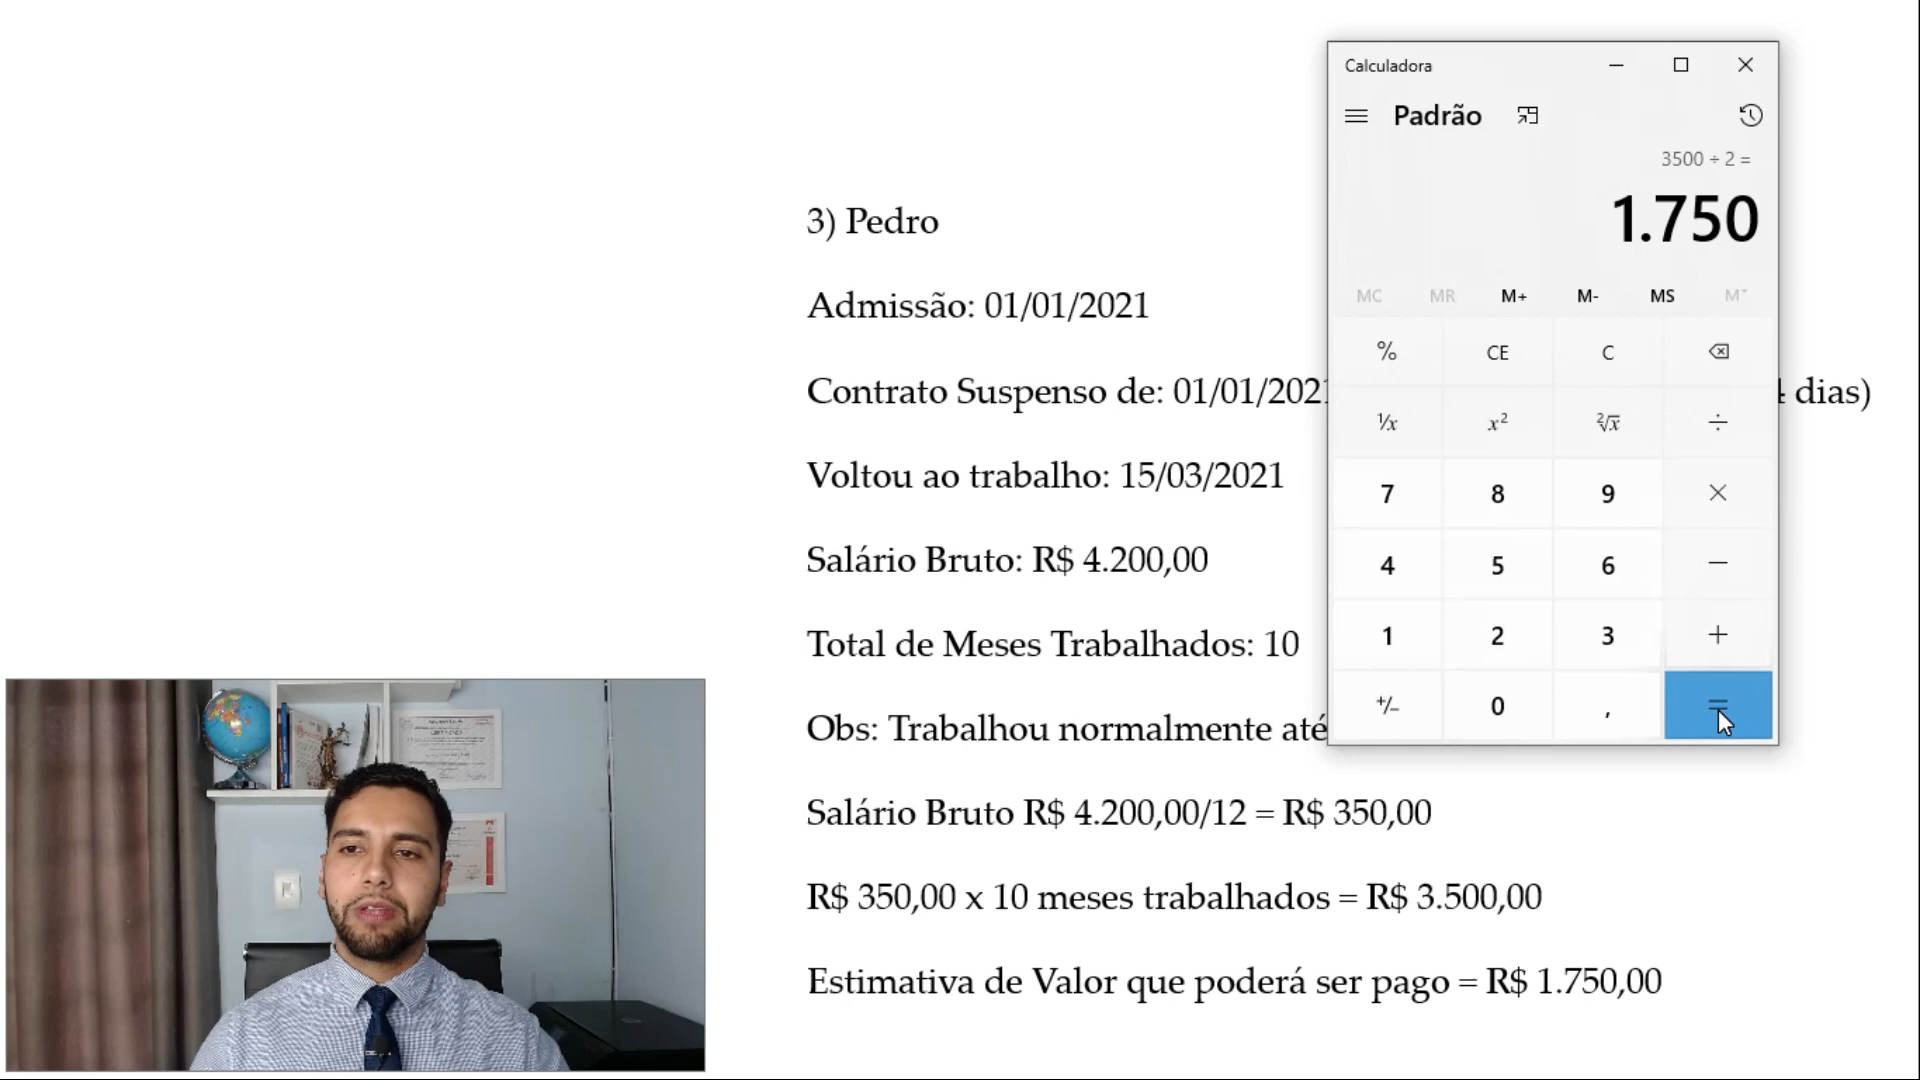 3) Pedro
Admissão: 01/01/2021
Contrato Suspenso de: 01/01/2021 dias)
Voltou ao trabalho: 15/03/2021
Salário Bruto: R$ 4.200,00
Total de Meses Trabalhados: 10
Obs: Trabalhou normalmente até
Salário Bruto R$ 4.200,00/12 = R$ 350,00
R$ 350,00 x 10 meses trabalhados = R$ 3.500,00
Estimativa de Valor que poderá ser pago = R$ 1.750,00
Calculadora
Padrão
3500 ÷ 2 =
1.750
MC MR M+ M- MS M˅
% CE C
¹/x x² ²√x ÷
7 8 9 ×
4 5 6 −
1 2 3 +
+/− 0 , =